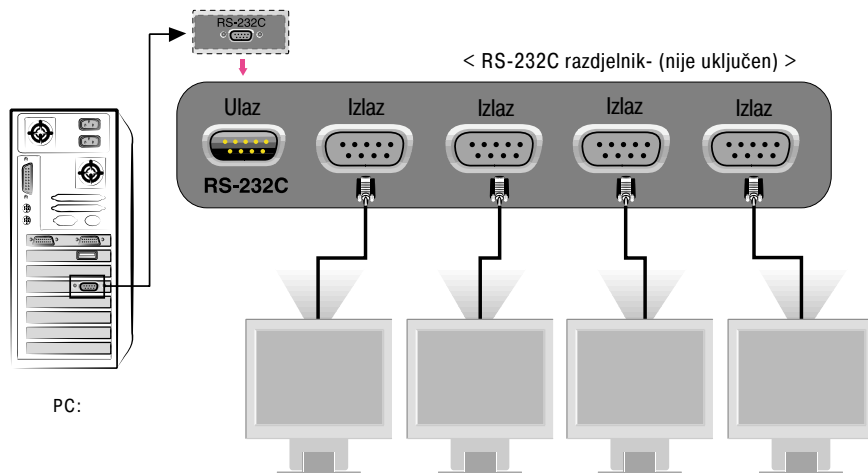 RS-232C
< RS-232C razdjelnik- (nije uključen) >
Ulaz
Izlaz
Izlaz
Izlaz
Izlaz
RS-232C
PC: